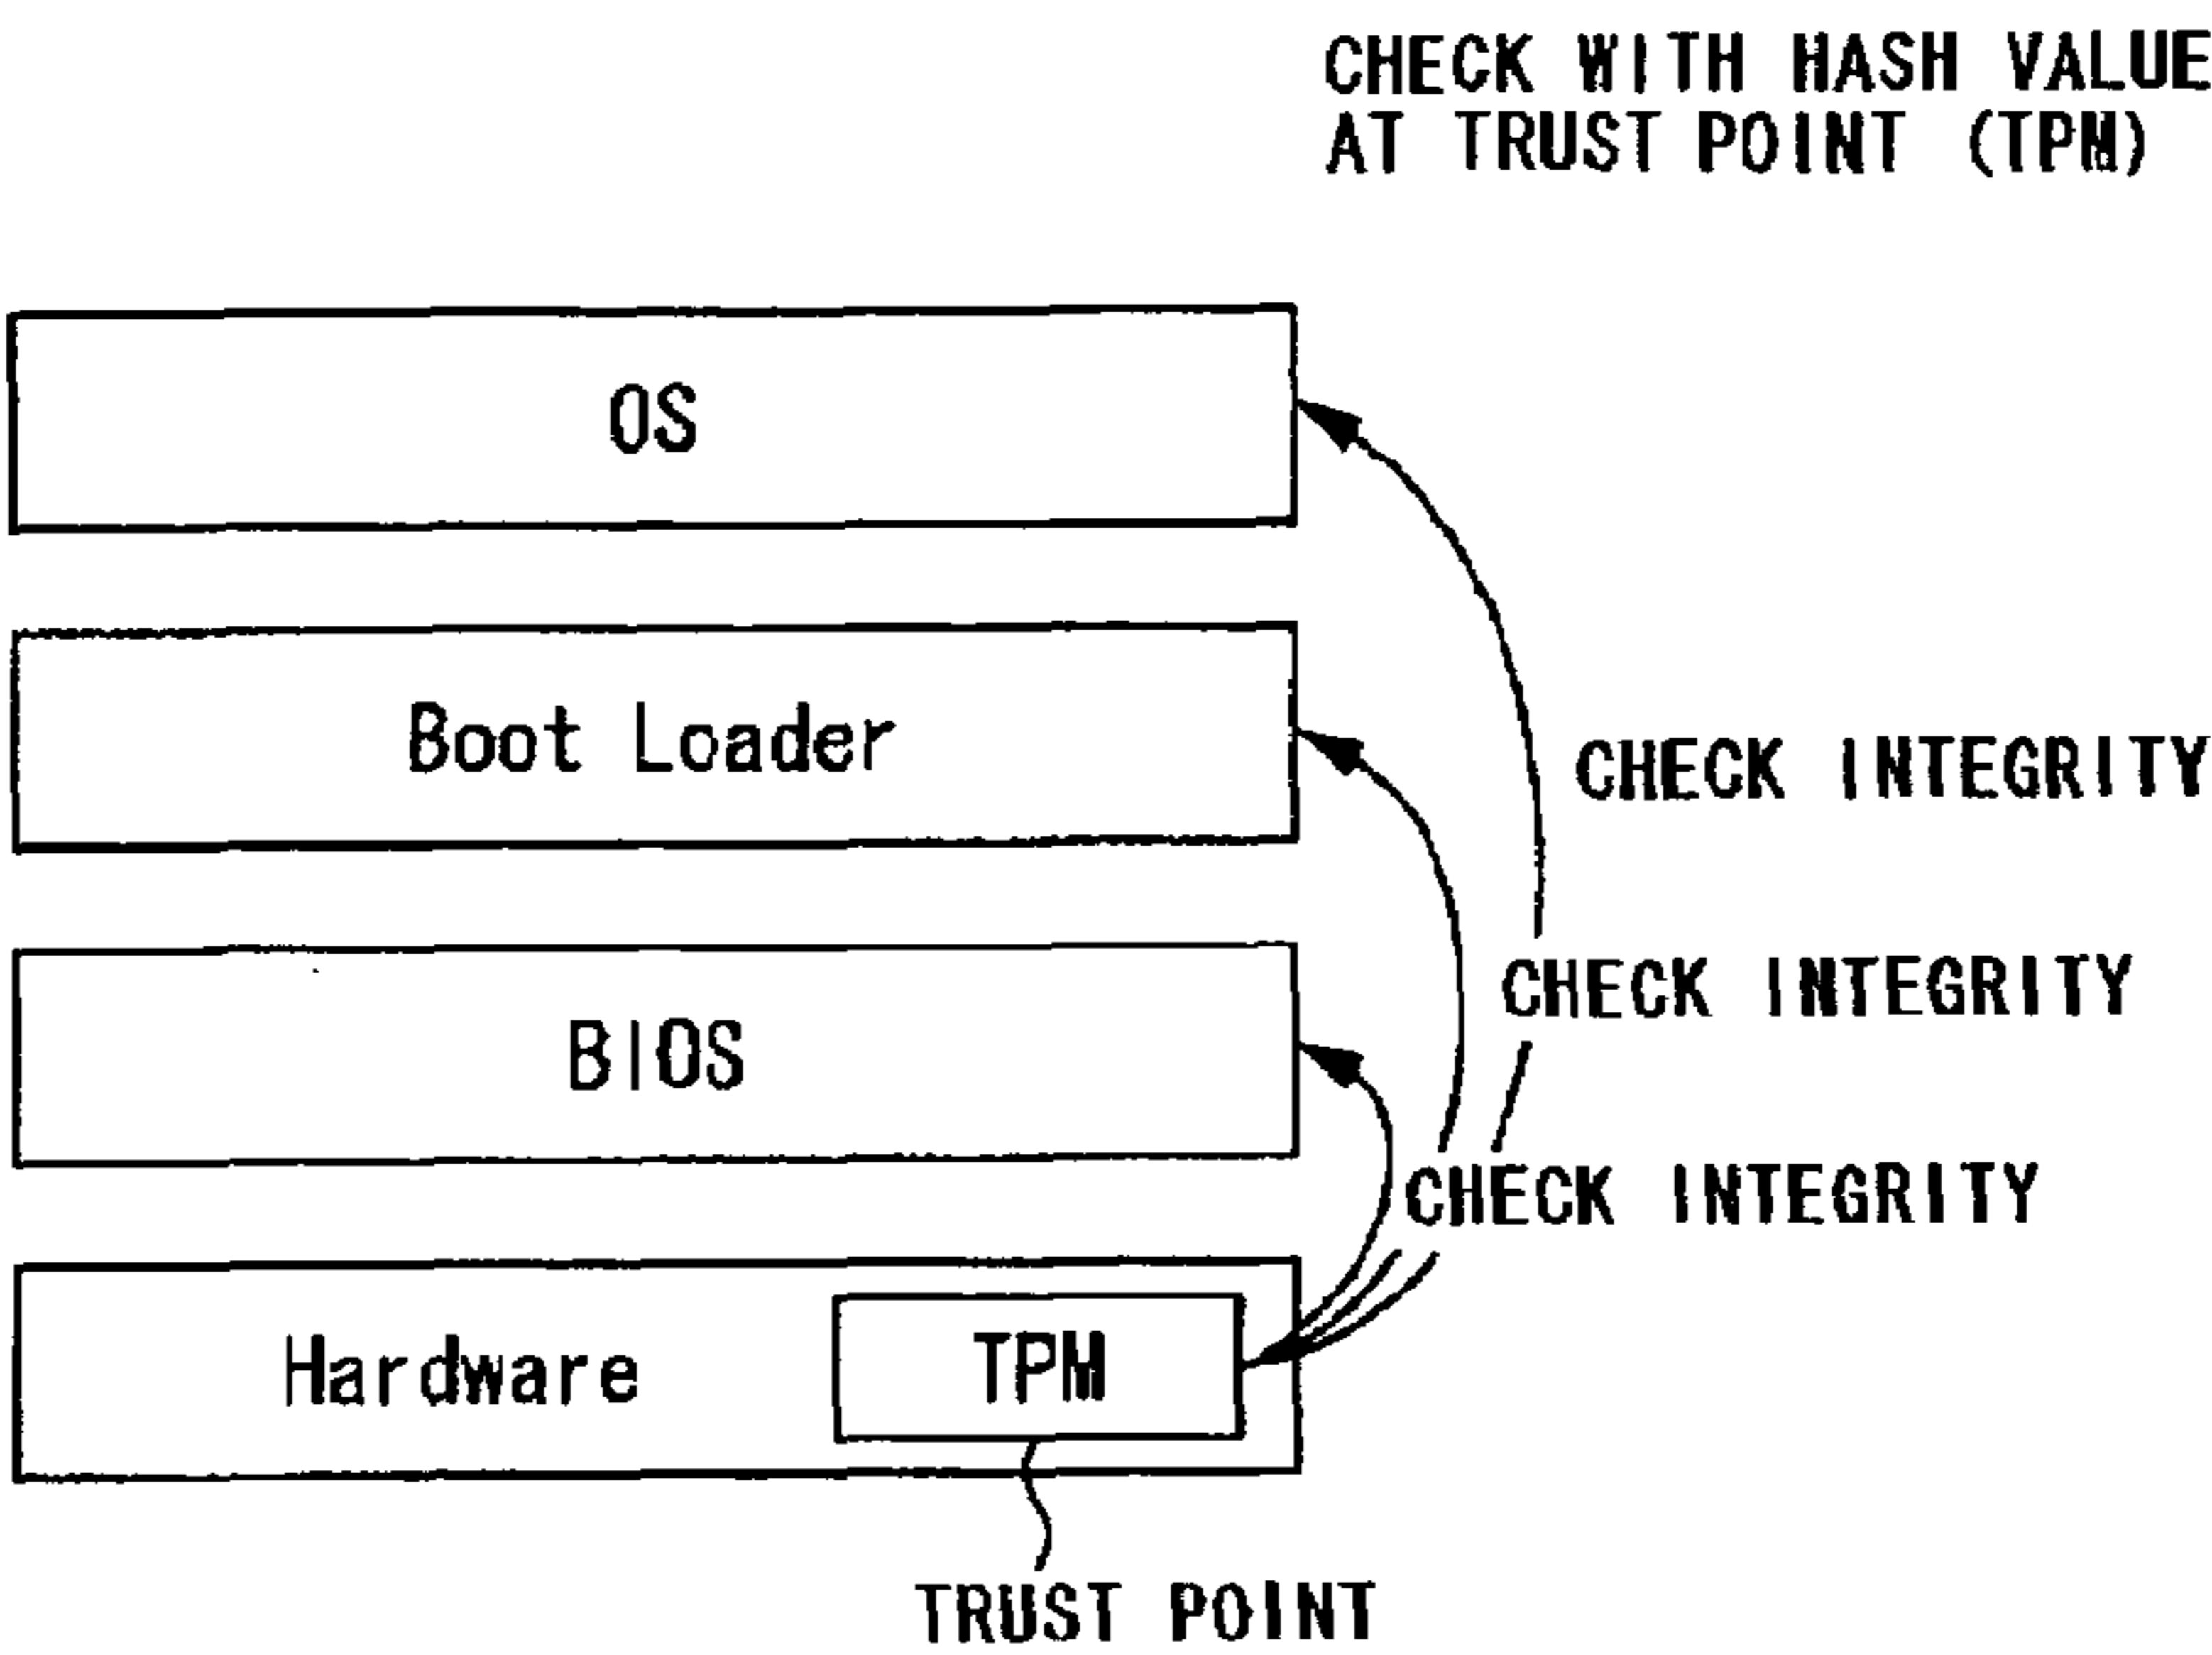 CHECK WITH HASH VALUE
AT TRUST POINT (TPM)
OS
Boot Loader
CHECK INTEGRITY
CHECK INTEGRITY
BIOS
CHECK INTEGRITY
Hardware
TPM
TRUST POINT